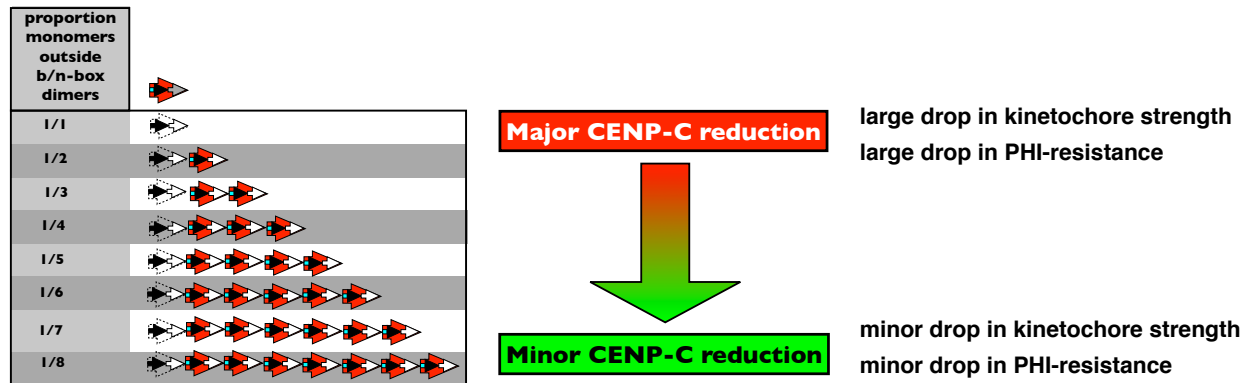 proportion
monomers
outside
b/n-box
dimers
1/1
1/2
1/3
1/4
1/5
1/6
1/7
1/8
Major CENP-C reduction
large drop in kinetochore strength
large drop in PHI-resistance
Minor CENP-C reduction
minor drop in kinetochore strength
minor drop in PHI-resistance